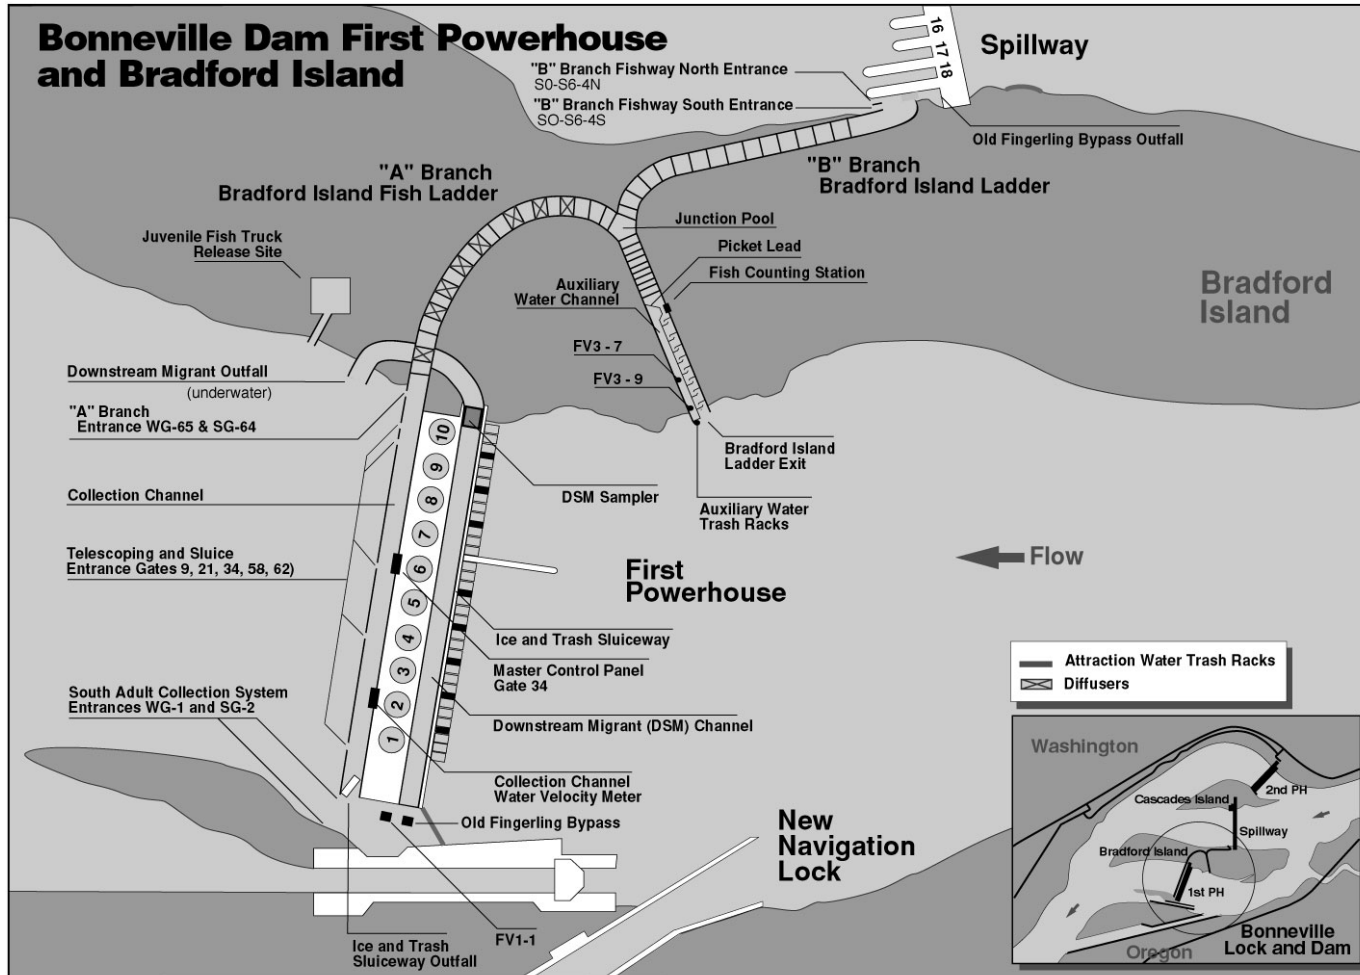 Bonneville Dam First Powerhouse
and Bradford Island
16
17
18
Spillway
"B" Branch Fishway North Entrance
S0-S6-4N
"B" Branch Fishway South Entrance
SO-S6-4S
Old Fingerling Bypass Outfall
"A" Branch
Bradford Island Fish Ladder
"B" Branch
Bradford Island Ladder
Junction Pool
Picket Lead
Fish Counting Station
Juvenile Fish Truck
Release Site
Auxiliary
Water Channel
Bradford
Island
FV3 - 7
FV3 - 9
Downstream Migrant Outfall
(underwater)
"A" Branch
Entrance WG-65 & SG-64
Bradford Island
Ladder Exit
Collection Channel
DSM Sampler
Auxiliary Water
Trash Racks
10
9
8
7
6
5
4
3
2
1
Telescoping and Sluice
Entrance Gates 9, 21, 34, 58, 62)
First
Powerhouse
Flow
Ice and Trash Sluiceway
Master Control Panel
Gate 34
South Adult Collection System
Entrances WG-1 and SG-2
Downstream Migrant (DSM) Channel
Collection Channel
Water Velocity Meter
Old Fingerling Bypass
New
Navigation
Lock
FV1-1
Ice and Trash
Sluiceway Outfall
Attraction Water Trash Racks
Diffusers
Washington
2nd PH
Cascades Island
Spillway
Bradford Island
1st PH
Oregon
Bonneville
Lock and Dam